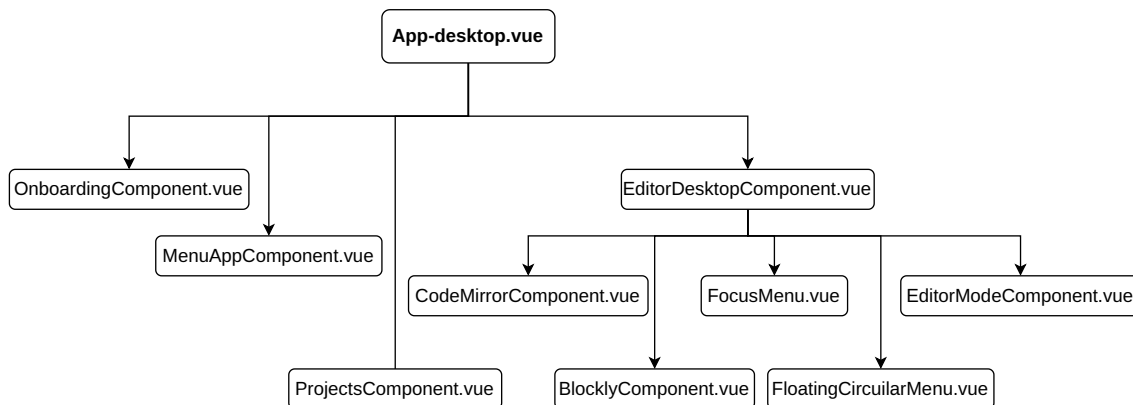 App-desktop.vue
OnboardingComponent.vue
EditorDesktopComponent.vue
MenuAppComponent.vue
CodeMirrorComponent.vue
FocusMenu.vue
EditorModeComponent.vue
ProjectsComponent.vue
BlocklyComponent.vue
FloatingCircuilarMenu.vue